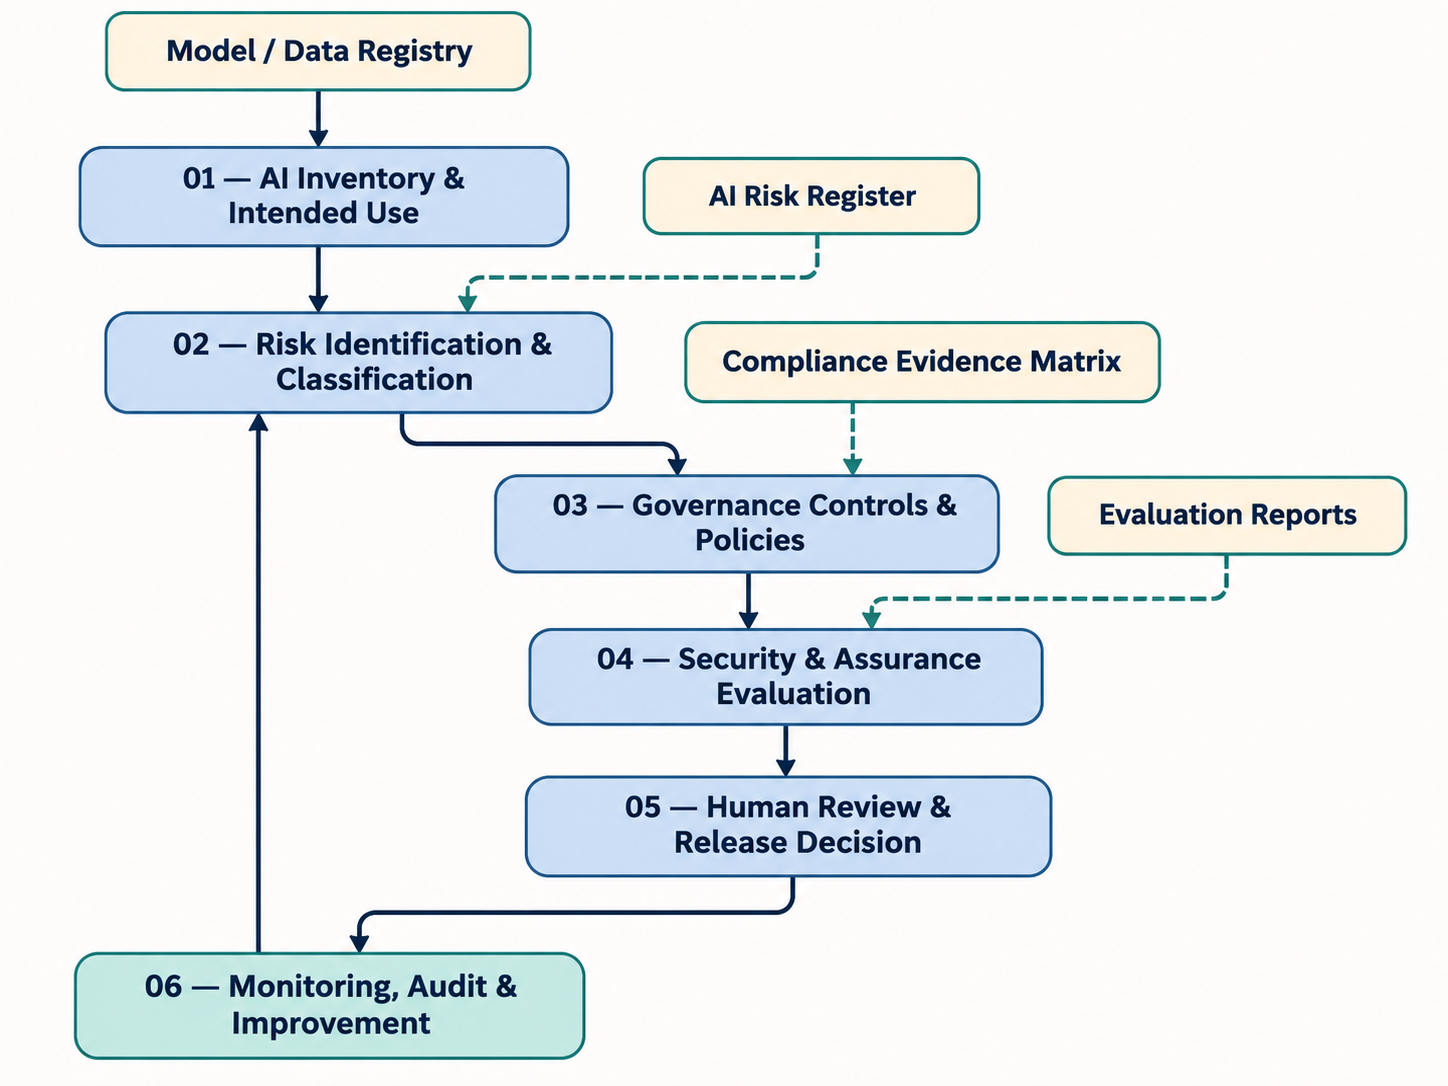 Model / Data Registry
01 — AI Inventory &
Intended Use
AI Risk Register
02 — Risk Identification &
Classification
Compliance Evidence Matrix
03 — Governance Controls &
Policies
Evaluation Reports
04 — Security & Assurance
Evaluation
05 — Human Review &
Release Decision
06 — Monitoring, Audit &
Improvement